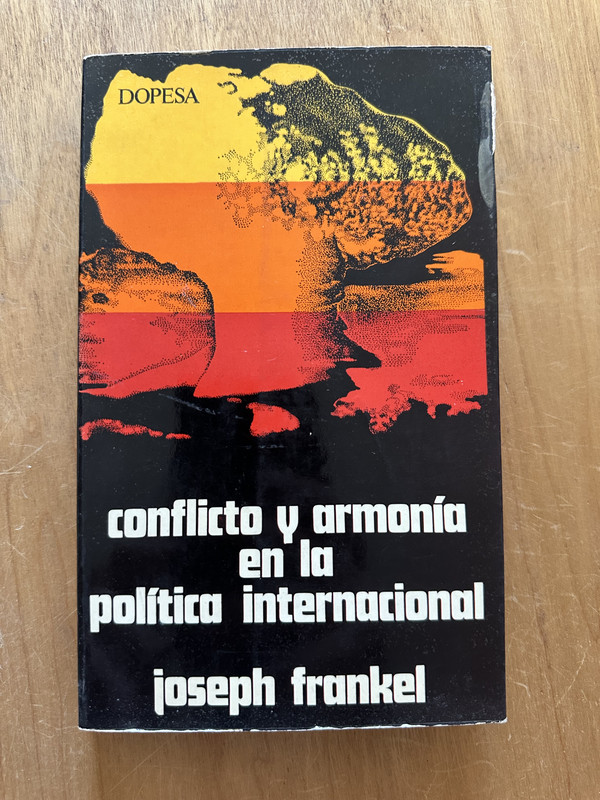 DOPESA
conflicto y armonía
en la
política internacional
joseph frankel